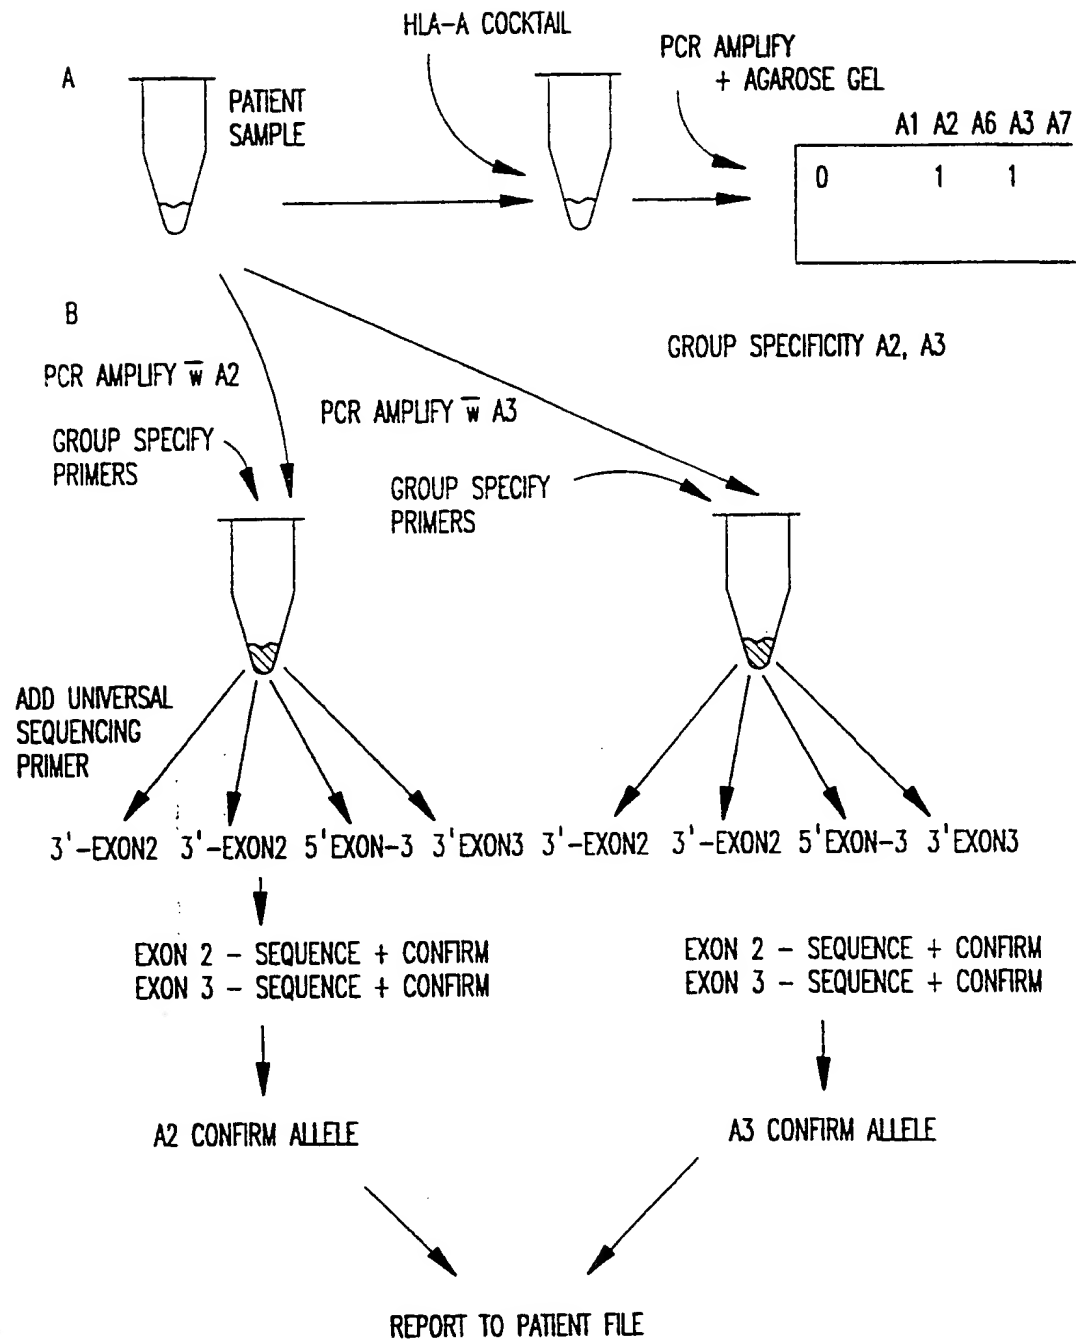 HLA-A COCKTAIL
A
PATIENT
SAMPLE
PCR AMPLIFY
+ AGAROSE GEL
A1 A2 A6 A3 A7
0 1 1
B
GROUP SPECIFICITY A2, A3
PCR AMPLIFY w̅ A2
GROUP SPECIFY
PRIMERS
PCR AMPLIFY w̅ A3
GROUP SPECIFY
PRIMERS
ADD UNIVERSAL
SEQUENCING
PRIMER
3'-EXON2 3'-EXON2 5'EXON-3 3'EXON3 3'-EXON2 3'-EXON2 5'EXON-3 3'EXON3
EXON 2 - SEQUENCE + CONFIRM
EXON 3 - SEQUENCE + CONFIRM
EXON 2 - SEQUENCE + CONFIRM
EXON 3 - SEQUENCE + CONFIRM
A2 CONFIRM ALLELE
A3 CONFIRM ALLELE
REPORT TO PATIENT FILE